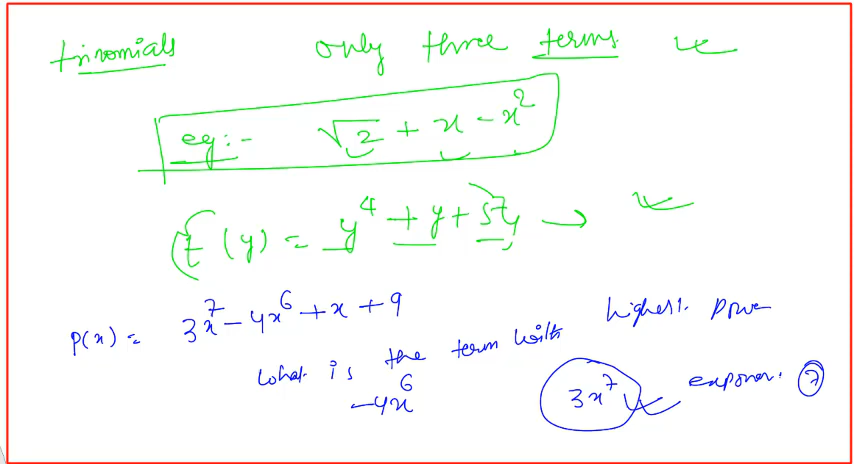 trinomials only three terms
eg:- √2 + x - x²
t(y) = y⁴ + y +
p(x) = 3x⁷ - 4x⁶ + x + 9
what is the term with highest power
-4x⁶ 3x⁷ exponent 7